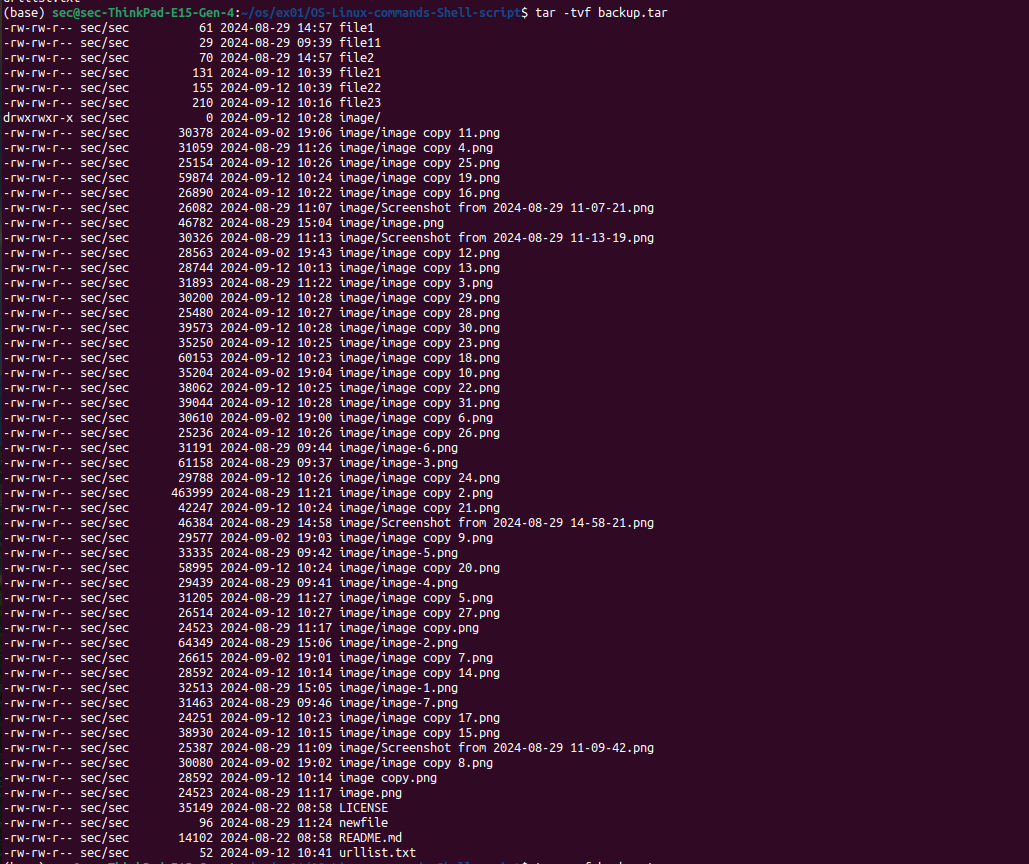 (base) sec@sec-ThinkPad-E15-Gen-4:~/os/ex01/OS-Linux-commands-Shell-script$ tar -tvf backup.tar
-rw-rw-r-- sec/sec 61 2024-08-29 14:57 file1
-rw-rw-r-- sec/sec 29 2024-08-29 09:39 file11
-rw-rw-r-- sec/sec 70 2024-08-29 14:57 file2
-rw-rw-r-- sec/sec 131 2024-09-12 10:39 file21
-rw-rw-r-- sec/sec 155 2024-09-12 10:39 file22
-rw-rw-r-- sec/sec 210 2024-09-12 10:16 file23
drwxrwxr-x sec/sec 0 2024-09-12 10:28 image/
-rw-rw-r-- sec/sec 30378 2024-09-02 19:06 image/image copy 11.png
-rw-rw-r-- sec/sec 31059 2024-08-29 11:26 image/image copy 4.png
-rw-rw-r-- sec/sec 25154 2024-09-12 10:26 image/image copy 25.png
-rw-rw-r-- sec/sec 59874 2024-09-12 10:24 image/image copy 19.png
-rw-rw-r-- sec/sec 26890 2024-09-12 10:22 image/image copy 16.png
-rw-rw-r-- sec/sec 26082 2024-08-29 11:07 image/Screenshot from 2024-08-29 11-07-21.png
-rw-rw-r-- sec/sec 46782 2024-08-29 15:04 image/image.png
-rw-rw-r-- sec/sec 30326 2024-08-29 11:13 image/Screenshot from 2024-08-29 11-13-19.png
-rw-rw-r-- sec/sec 28563 2024-09-02 19:43 image/image copy 12.png
-rw-rw-r-- sec/sec 28744 2024-09-12 10:13 image/image copy 13.png
-rw-rw-r-- sec/sec 31893 2024-08-29 11:22 image/image copy 3.png
-rw-rw-r-- sec/sec 30200 2024-09-12 10:28 image/image copy 29.png
-rw-rw-r-- sec/sec 25480 2024-09-12 10:27 image/image copy 28.png
-rw-rw-r-- sec/sec 39573 2024-09-12 10:28 image/image copy 30.png
-rw-rw-r-- sec/sec 35250 2024-09-12 10:25 image/image copy 23.png
-rw-rw-r-- sec/sec 60153 2024-09-12 10:23 image/image copy 18.png
-rw-rw-r-- sec/sec 35204 2024-09-02 19:04 image/image copy 10.png
-rw-rw-r-- sec/sec 38062 2024-09-12 10:25 image/image copy 22.png
-rw-rw-r-- sec/sec 39044 2024-09-12 10:28 image/image copy 31.png
-rw-rw-r-- sec/sec 30610 2024-09-02 19:00 image/image copy 6.png
-rw-rw-r-- sec/sec 25236 2024-09-12 10:26 image/image copy 26.png
-rw-rw-r-- sec/sec 31191 2024-08-29 09:44 image/image-6.png
-rw-rw-r-- sec/sec 61158 2024-08-29 09:37 image/image-3.png
-rw-rw-r-- sec/sec 29788 2024-09-12 10:26 image/image copy 24.png
-rw-rw-r-- sec/sec 463999 2024-08-29 11:21 image/image copy 2.png
-rw-rw-r-- sec/sec 42247 2024-09-12 10:24 image/image copy 21.png
-rw-rw-r-- sec/sec 46384 2024-08-29 14:58 image/Screenshot from 2024-08-29 14-58-21.png
-rw-rw-r-- sec/sec 29577 2024-09-02 19:03 image/image copy 9.png
-rw-rw-r-- sec/sec 33335 2024-08-29 09:42 image/image-5.png
-rw-rw-r-- sec/sec 58995 2024-09-12 10:24 image/image copy 20.png
-rw-rw-r-- sec/sec 29439 2024-08-29 09:41 image/image-4.png
-rw-rw-r-- sec/sec 31205 2024-08-29 11:27 image/image copy 5.png
-rw-rw-r-- sec/sec 26514 2024-09-12 10:27 image/image copy 27.png
-rw-rw-r-- sec/sec 24523 2024-08-29 11:17 image/image copy.png
-rw-rw-r-- sec/sec 64349 2024-08-29 15:06 image/image-2.png
-rw-rw-r-- sec/sec 26615 2024-09-02 19:01 image/image copy 7.png
-rw-rw-r-- sec/sec 28592 2024-09-12 10:14 image/image copy 14.png
-rw-rw-r-- sec/sec 32513 2024-08-29 15:05 image/image-1.png
-rw-rw-r-- sec/sec 31463 2024-08-29 09:46 image/image-7.png
-rw-rw-r-- sec/sec 24251 2024-09-12 10:23 image/image copy 17.png
-rw-rw-r-- sec/sec 38930 2024-09-12 10:15 image/image copy 15.png
-rw-rw-r-- sec/sec 25387 2024-08-29 11:09 image/Screenshot from 2024-08-29 11-09-42.png
-rw-rw-r-- sec/sec 30080 2024-09-02 19:02 image/image copy 8.png
-rw-rw-r-- sec/sec 28592 2024-09-12 10:14 image copy.png
-rw-rw-r-- sec/sec 24523 2024-08-29 11:17 image.png
-rw-rw-r-- sec/sec 35149 2024-08-22 08:58 LICENSE
-rw-rw-r-- sec/sec 96 2024-08-29 11:24 newfile
-rw-rw-r-- sec/sec 14102 2024-08-22 08:58 README.md
-rw-rw-r-- sec/sec 52 2024-09-12 10:41 urllist.txt